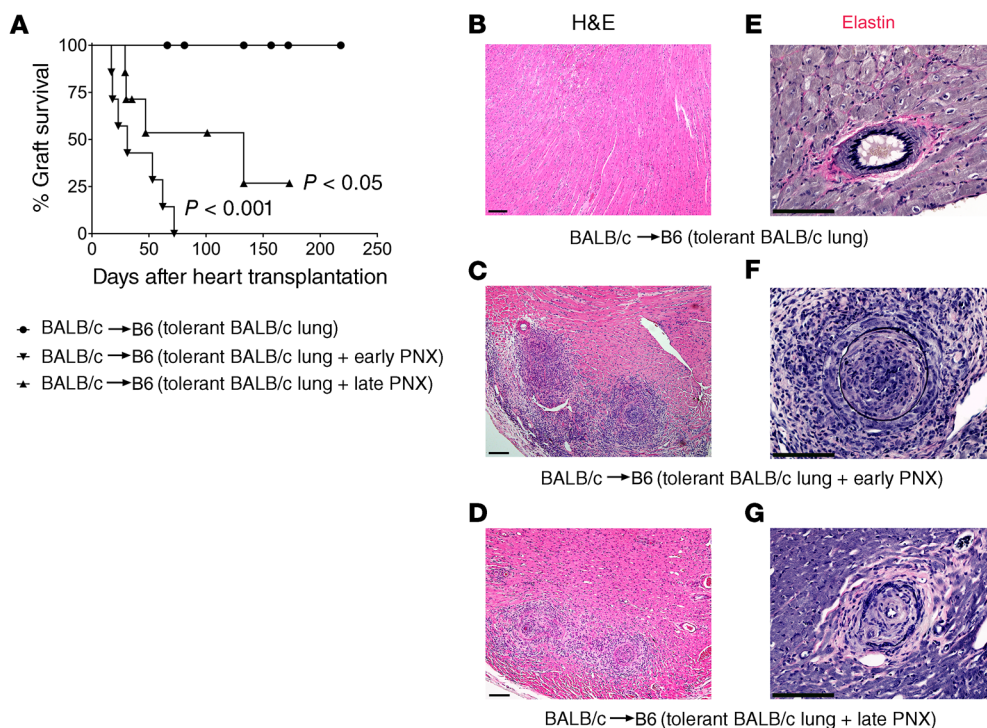 A
100
75
50
25
0
% Graft survival
P < 0.05
P < 0.001
0 50 100 150 200 250
Days after heart transplantation
BALB/c → B6 (tolerant BALB/c lung)
BALB/c → B6 (tolerant BALB/c lung + early PNX)
BALB/c → B6 (tolerant BALB/c lung + late PNX)
H&E
Elastin
B
E
BALB/c → B6 (tolerant BALB/c lung)
C
F
BALB/c → B6 (tolerant BALB/c lung + early PNX)
D
G
BALB/c → B6 (tolerant BALB/c lung + late PNX)